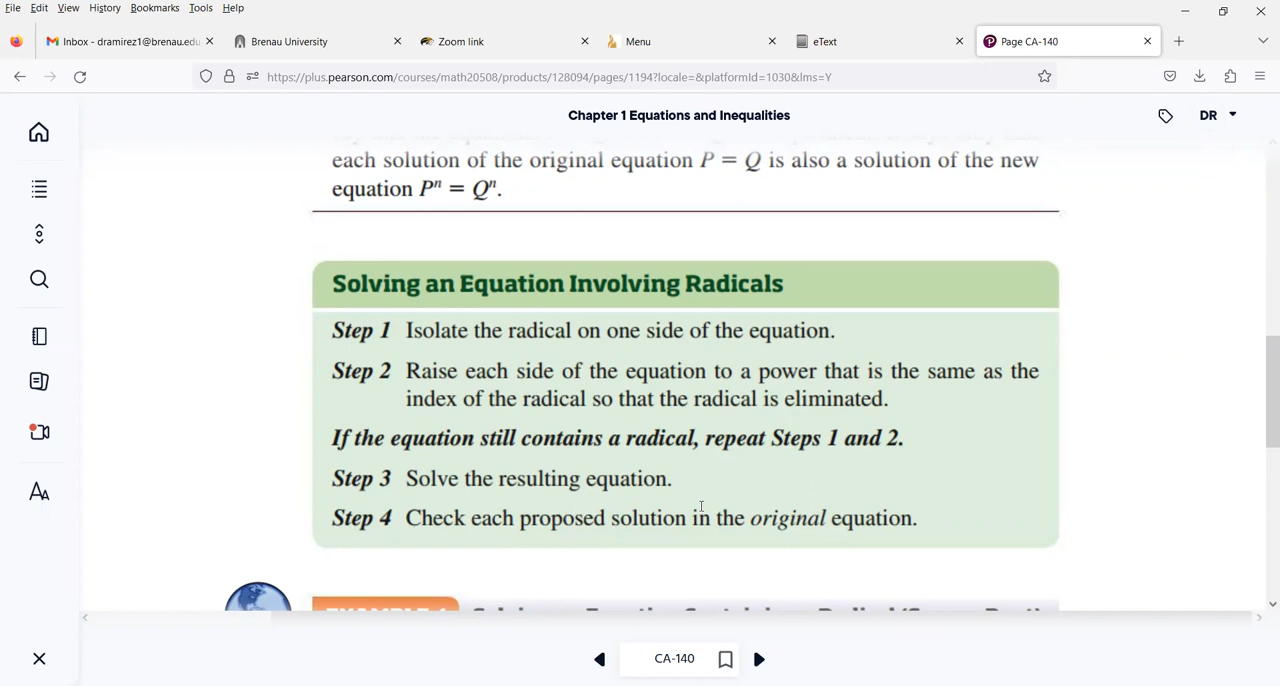 File Edit View History Bookmarks Tools Help
Inbox - dramirez1@brenau.edu
Brenau University
Zoom link
Menu
eText
Page CA-140
https://plus.pearson.com/courses/math20508/products/128094/pages/1194?locale=&platformId=1030&lms=Y
Chapter 1 Equations and Inequalities
DR
each solution of the original equation P = Q is also a solution of the new
equation Pⁿ = Qⁿ.
Solving an Equation Involving Radicals
Step 1 Isolate the radical on one side of the equation.
Step 2 Raise each side of the equation to a power that is the same as the
index of the radical so that the radical is eliminated.
If the equation still contains a radical, repeat Steps 1 and 2.
Step 3 Solve the resulting equation.
Step 4 Check each proposed solution in the original equation.
CA-140